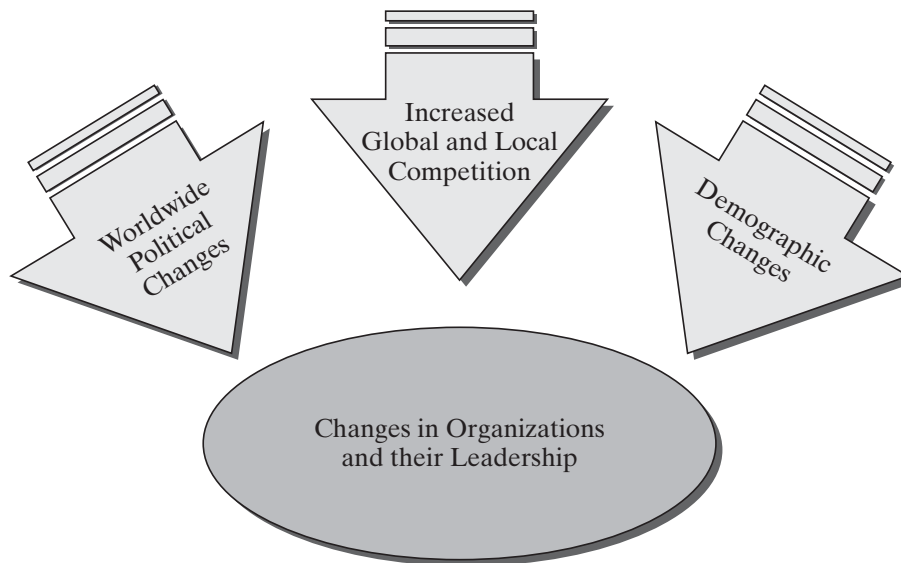 Increased
Global and Local
Competition
Worldwide
Political
Changes
Demographic
Changes
Changes in Organizations
and their Leadership